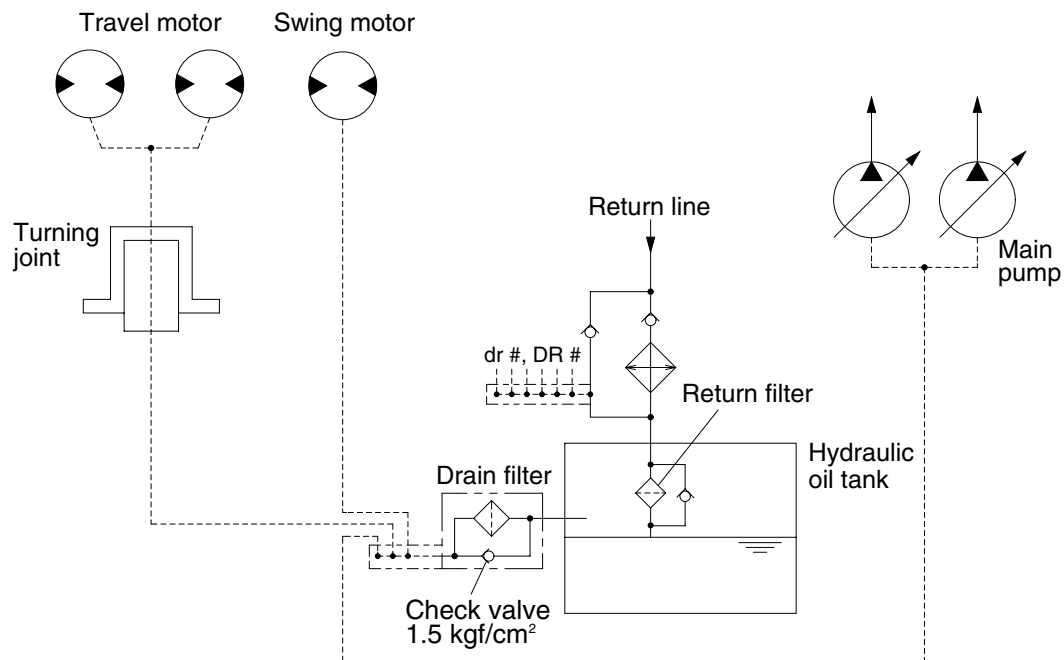 Travel motor
Swing motor
Turning
joint
Return line
Main
pump
dr #, DR #
Return filter
Hydraulic
oil tank
Drain filter
Check valve
1.5 kgf/cm²